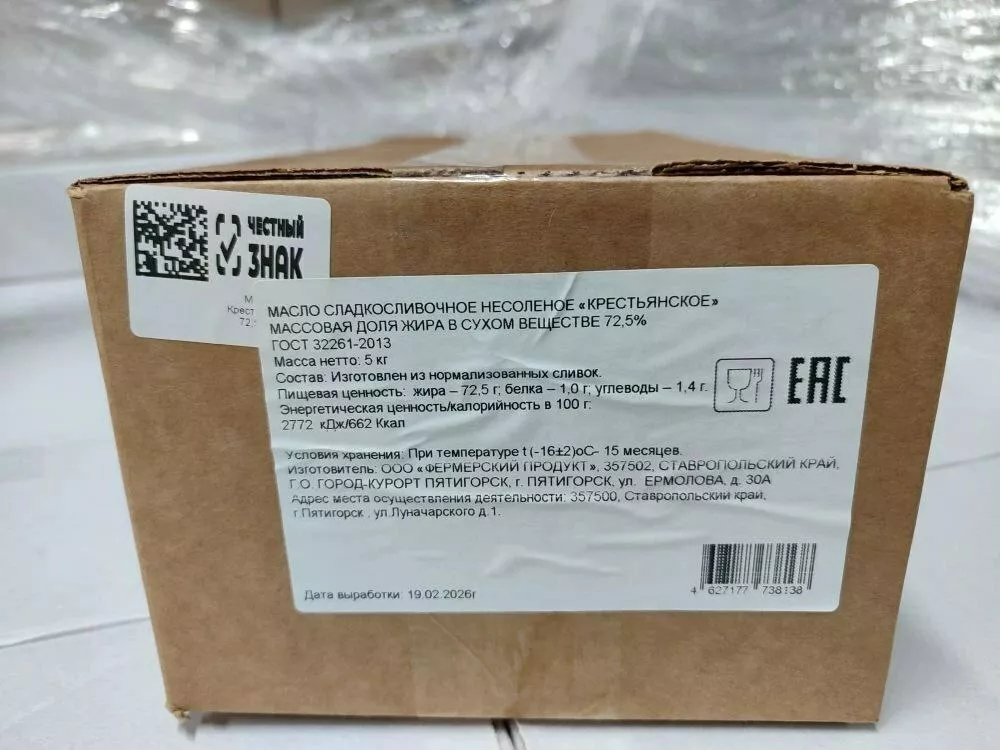 ЧЕСТНЫЙ
ЗНАК
М
Крест
72,5
МАСЛО СЛАДКОСЛИВОЧНОЕ НЕСОЛЕНОЕ «КРЕСТЬЯНСКОЕ»
МАССОВАЯ ДОЛЯ ЖИРА В СУХОМ ВЕЩЕСТВЕ 72,5%
ГОСТ 32261-2013
Масса нетто: 5 кг
Состав: Изготовлен из нормализованных сливок.
Пищевая ценность: жира – 72,5 г; белка – 1,0 г; углеводы – 1,4 г.
Энергетическая ценность/калорийность в 100 г:
2772 кДж/662 Ккал
EAC
Условия хранения: При температуре t (-16±2)оС- 15 месяцев.
Изготовитель: ООО «ФЕРМЕРСКИЙ ПРОДУКТ», 357502, СТАВРОПОЛЬСКИЙ КРАЙ,
Г.О. ГОРОД-КУРОРТ ПЯТИГОРСК, г. ПЯТИГОРСК, ул. ЕРМОЛОВА, д. 30А
Адрес места осуществления деятельности: 357500, Ставропольский край,
г.Пятигорск , ул.Луначарского д.1.
Дата выработки: 19.02.2026г
4 627177 738138